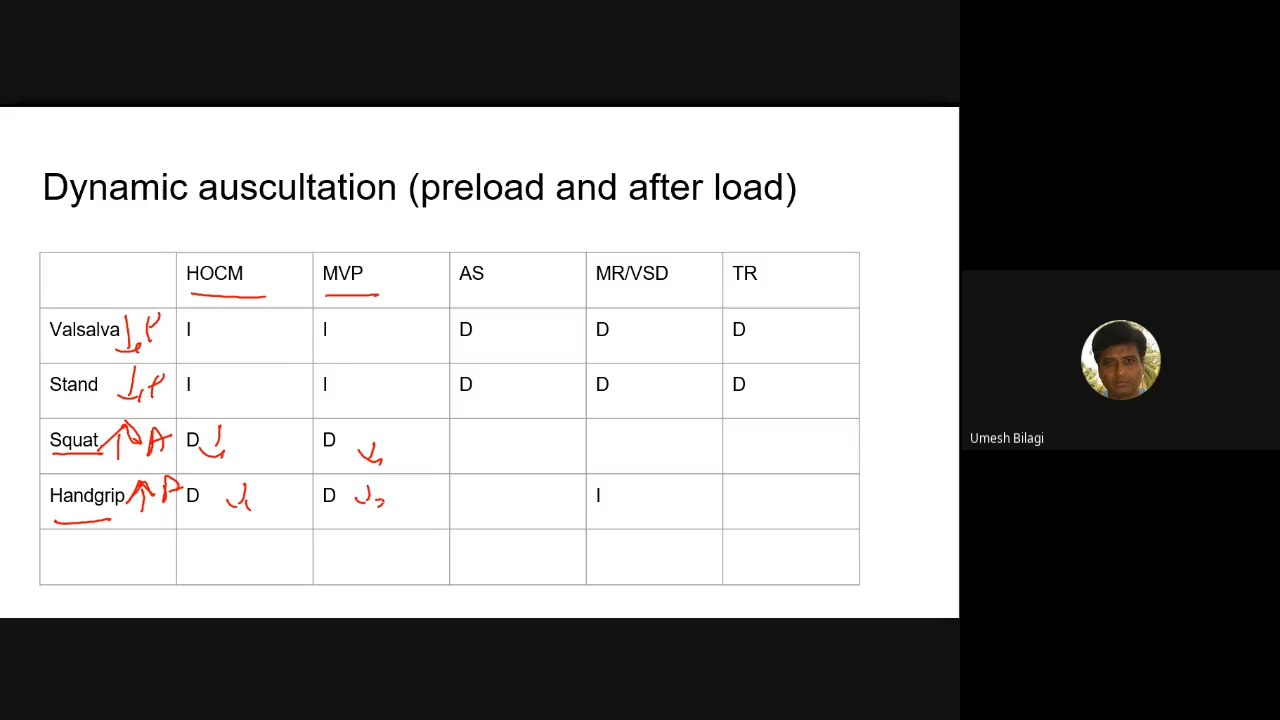 Dynamic auscultation (preload and after load)
HOCM MVP AS MR/VSD TR
Valsalva ↓ P I I D D D
Stand ↓ P I I D D D
Squat ↑ A D ↓ D ↓
Handgrip ↑ A D ↓ D ↓ I
Umesh Bilagi